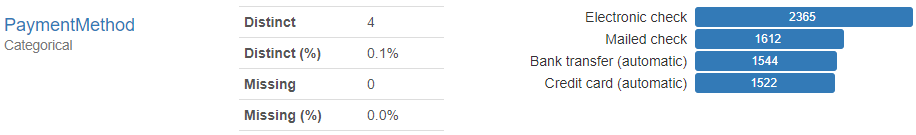 PaymentMethod
Categorical
Distinct 4
Distinct (%) 0.1%
Missing 0
Missing (%) 0.0%
Electronic check 2365
Mailed check 1612
Bank transfer (automatic) 1544
Credit card (automatic) 1522